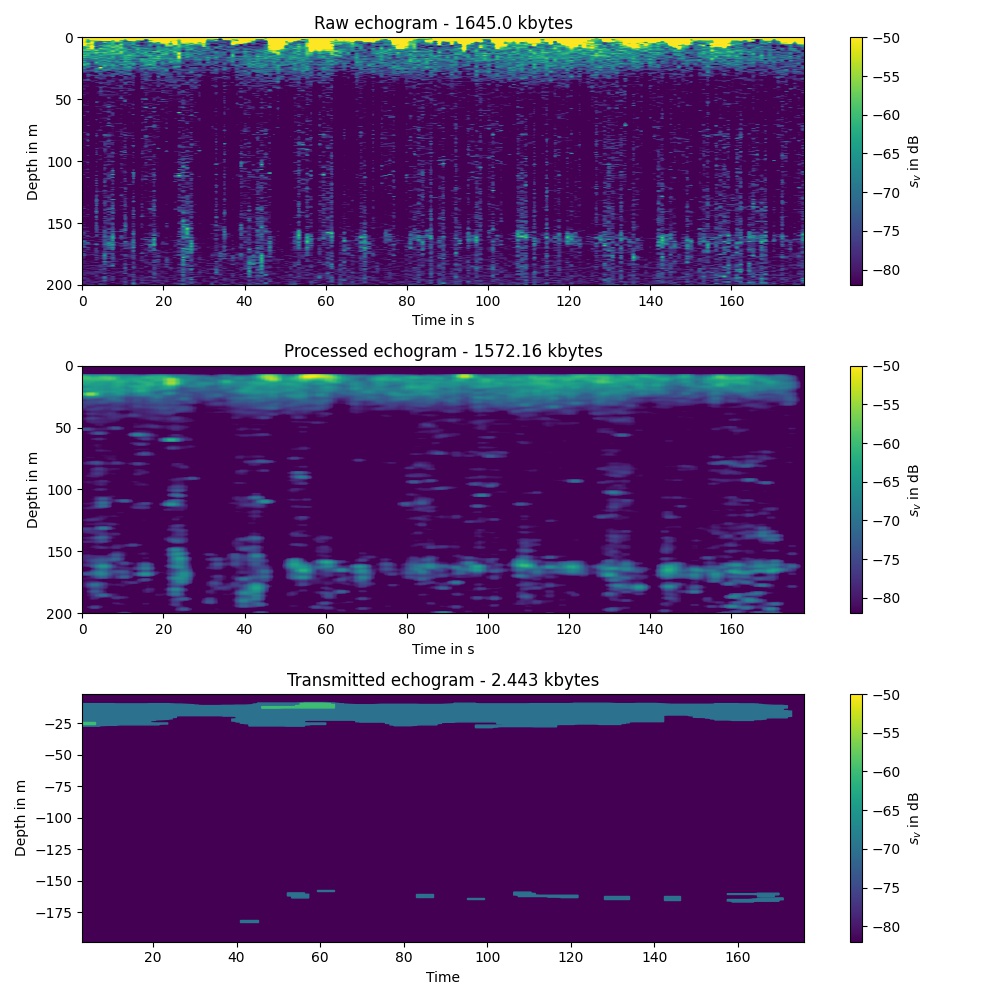 Raw echogram - 1645.0 kbytes
0
50
100
150
200
Depth in m
0 20 40 60 80 100 120 140 160
Time in s
−50
−55
−60
−65
−70
−75
−80
sv in dB
Processed echogram - 1572.16 kbytes
0
50
100
150
200
Depth in m
0 20 40 60 80 100 120 140 160
Time in s
−50
−55
−60
−65
−70
−75
−80
sv in dB
Transmitted echogram - 2.443 kbytes
−25
−50
−75
−100
−125
−150
−175
Depth in m
20 40 60 80 100 120 140 160
Time
−50
−55
−60
−65
−70
−75
−80
sv in dB